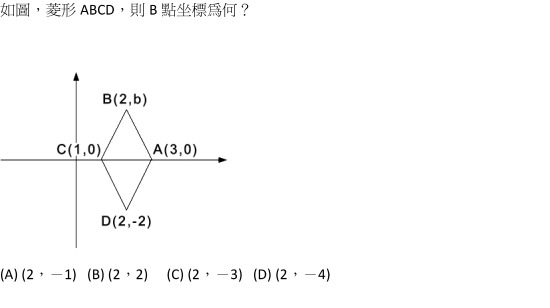 如圖，菱形 ABCD，則 B 點坐標為何？
B(2,b)
C(1,0)
A(3,0)
D(2,-2)
(A) (2，－1) (B) (2，2) (C) (2，－3) (D) (2，－4)